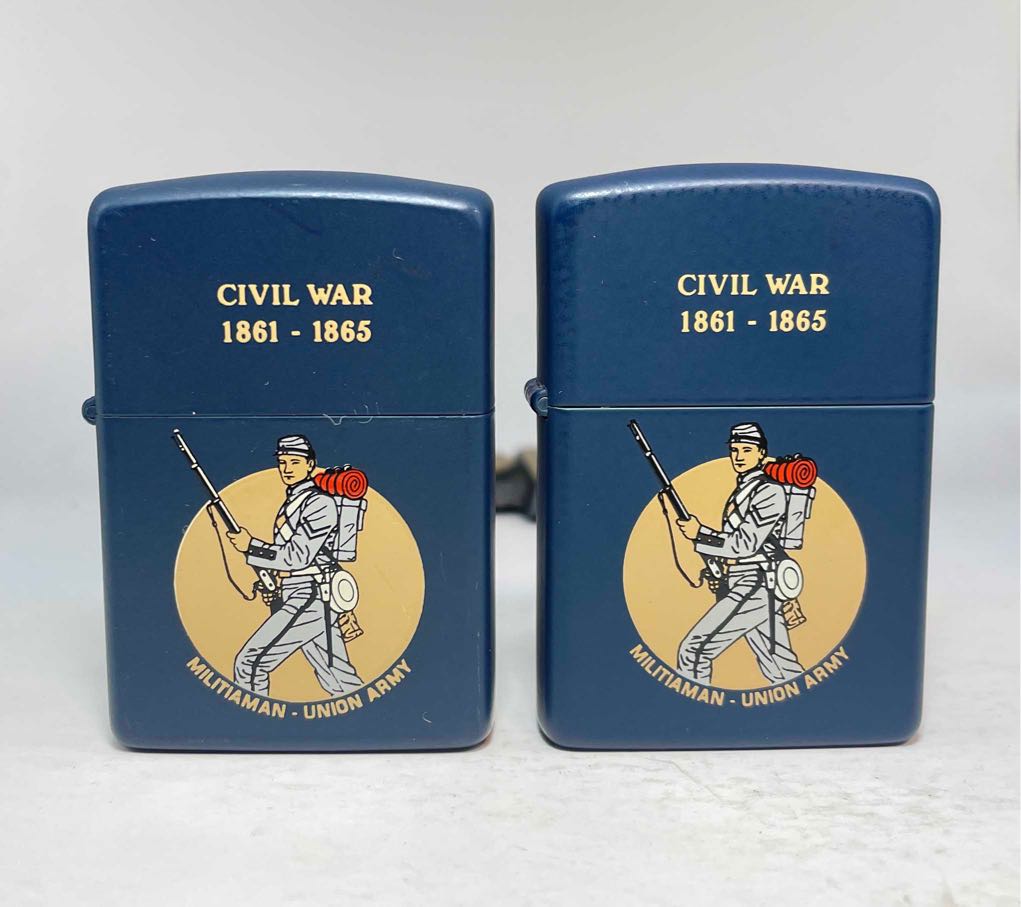 CIVIL WAR
1861 - 1865
MILITIAMAN - UNION ARMY
CIVIL WAR
1861 - 1865
MILITIAMAN - UNION ARMY